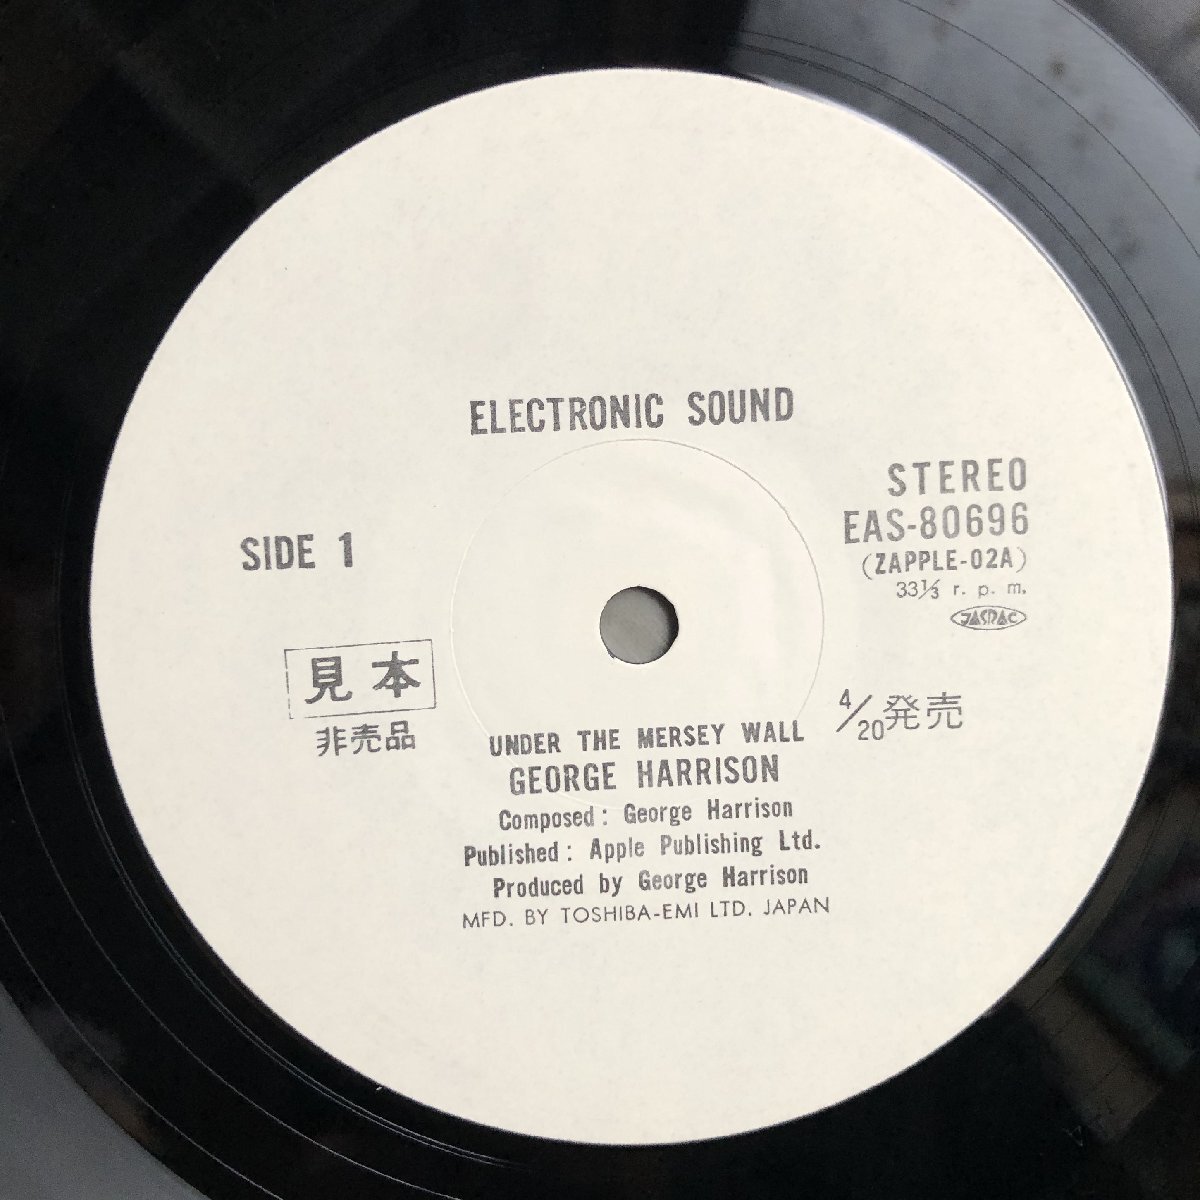 ELECTRONIC SOUND
STEREO
EAS-80696
(ZAPPLE-02A)
33⅓ r. p. m.
JASRAC
SIDE 1
見本
非売品
4/20発売
UNDER THE MERSEY WALL
GEORGE HARRISON
Composed: George Harrison
Published: Apple Publishing Ltd.
Produced by George Harrison
MFD. BY TOSHIBA-EMI LTD. JAPAN